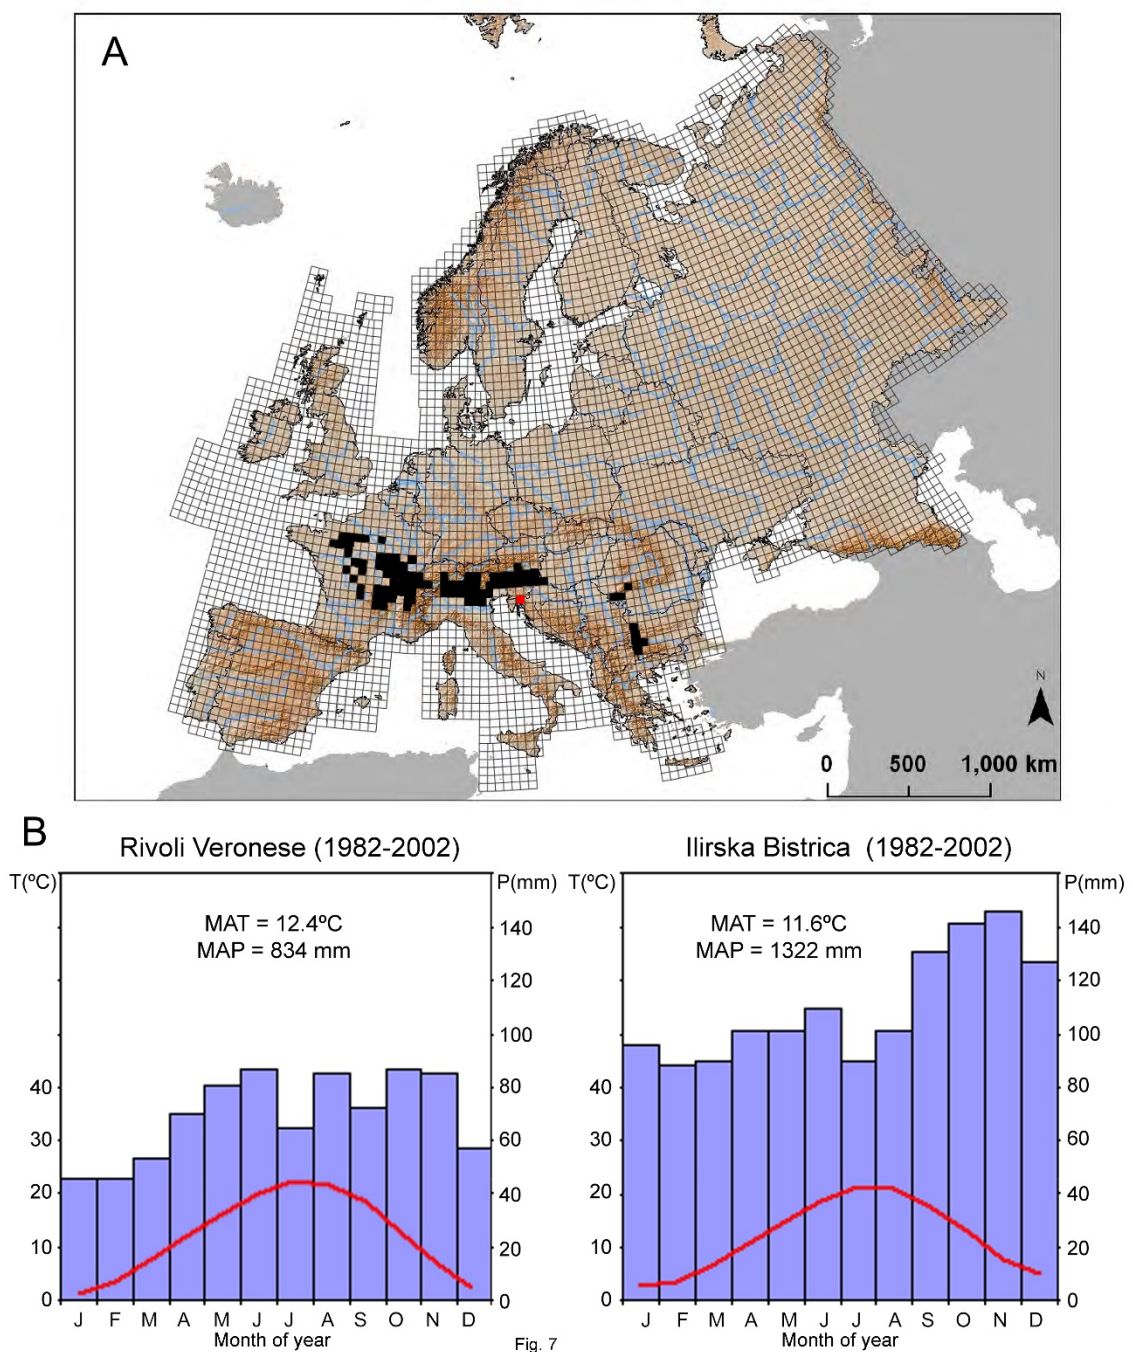 A
N
0 500 1,000 km
B
Rivoli Veronese (1982-2002)
T(ºC) P(mm)
MAT = 12.4ºC
MAP = 834 mm
140
120
100
40 80
30 60
20 40
10 20
0 0
J F M A M J J A S O N D
Month of year
Ilirska Bistrica (1982-2002)
T(ºC) P(mm)
MAT = 11.6ºC
MAP = 1322 mm
140
120
100
40 80
30 60
20 40
10 20
0 0
J F M A M J J A S O N D
Month of year
Fig. 7